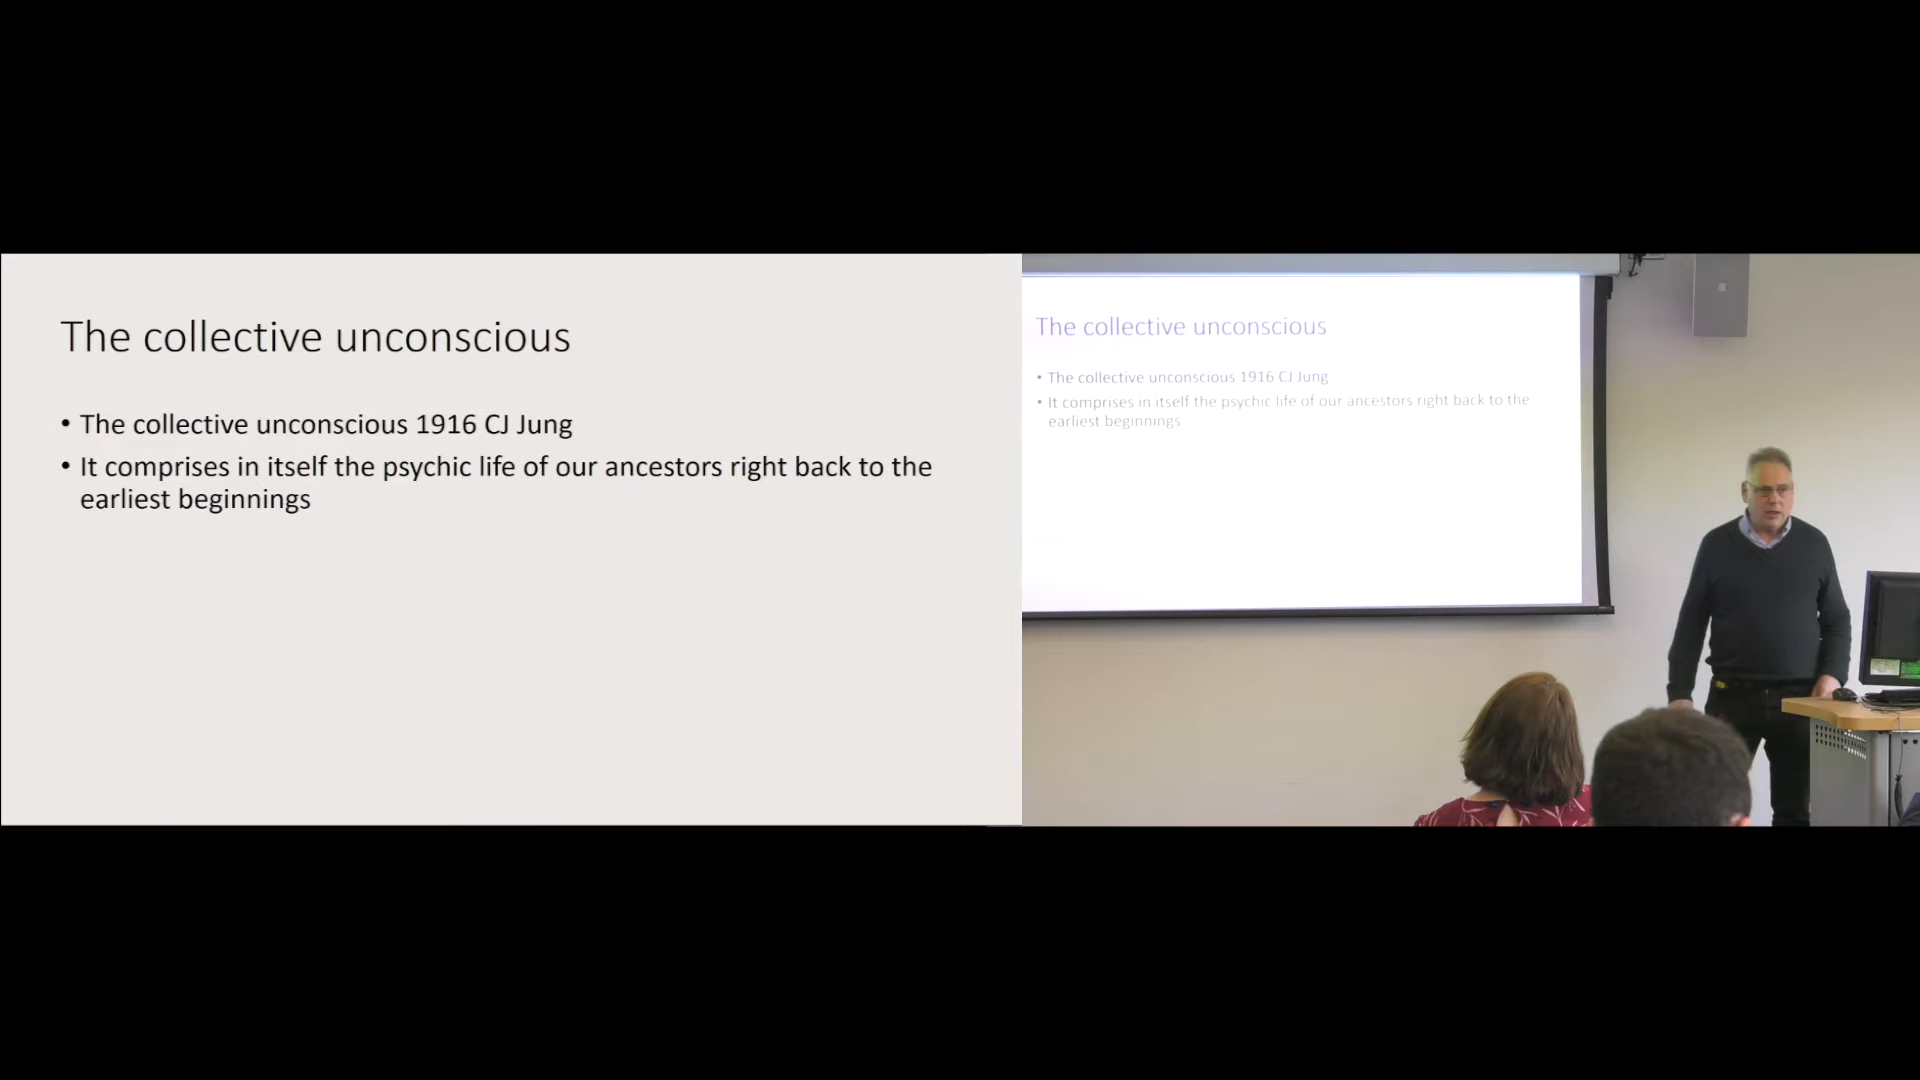 The collective unconscious
• The collective unconscious 1916 CJ Jung
• It comprises in itself the psychic life of our ancestors right back to the
earliest beginnings
The collective unconscious
• The collective unconscious 1916 CJ Jung
• It comprises in itself the psychic life of our ancestors right back to the
earliest beginnings